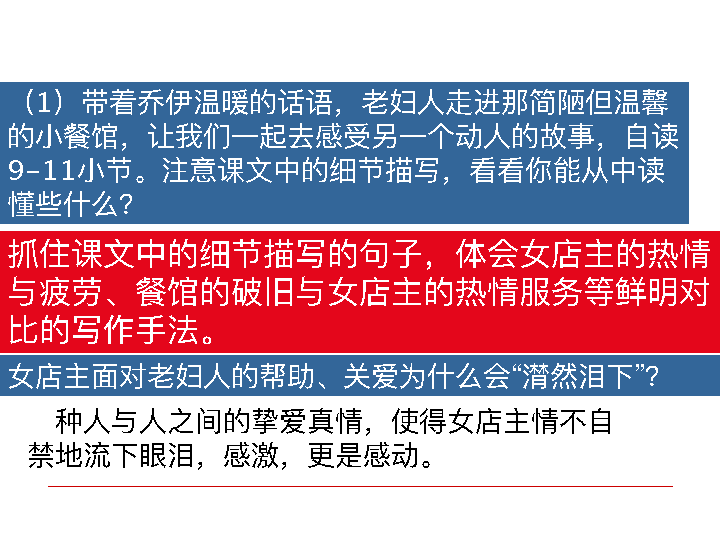 （1）带着乔伊温暖的话语，老妇人走进那简陋但温馨
的小餐馆，让我们一起去感受另一个动人的故事，自读
9-11小节。注意课文中的细节描写，看看你能从中读
懂些什么？
抓住课文中的细节描写的句子，体会女店主的热情
与疲劳、餐馆的破旧与女店主的热情服务等鲜明对
比的写作手法。
女店主面对老妇人的帮助、关爱为什么会“潸然泪下”？
种人与人之间的挚爱真情，使得女店主情不自
禁地流下眼泪，感激，更是感动。